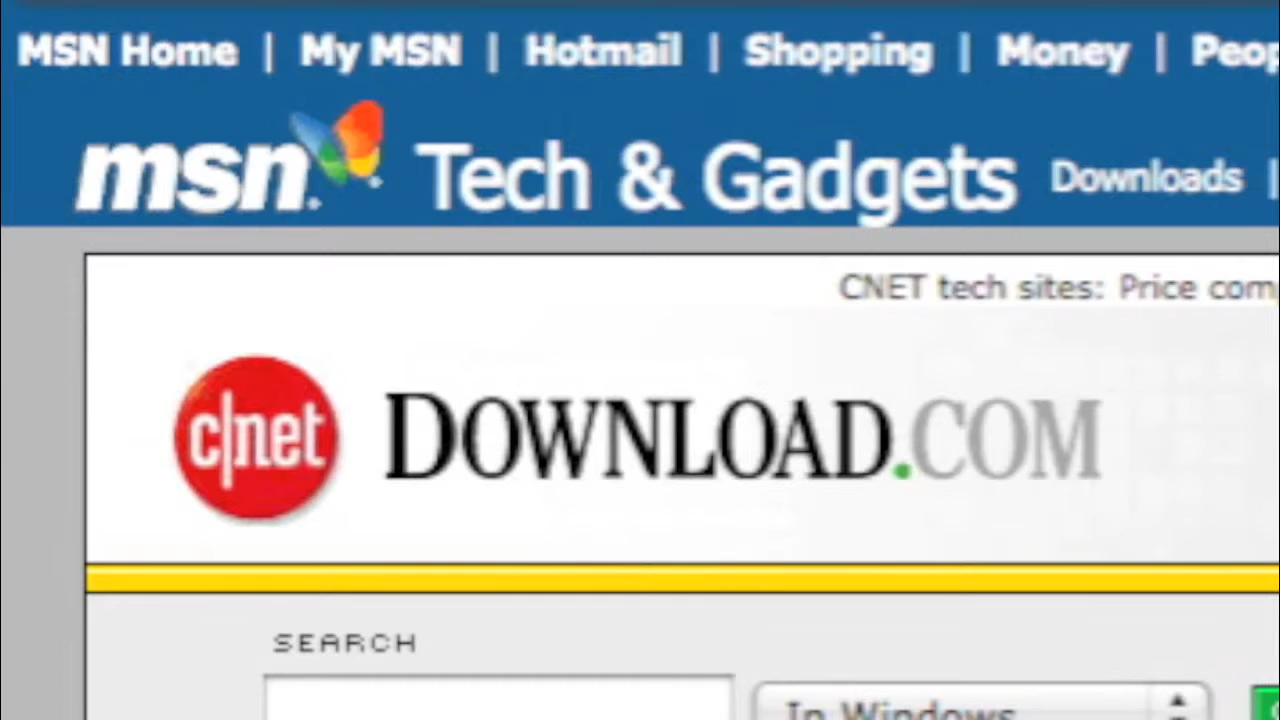 MSN Home | My MSN | Hotmail | Shopping | Money |
msn Tech & Gadgets Downloads |
CNET tech sites: Price
c|net DOWNLOAD.COM
SEARCH
In Windows